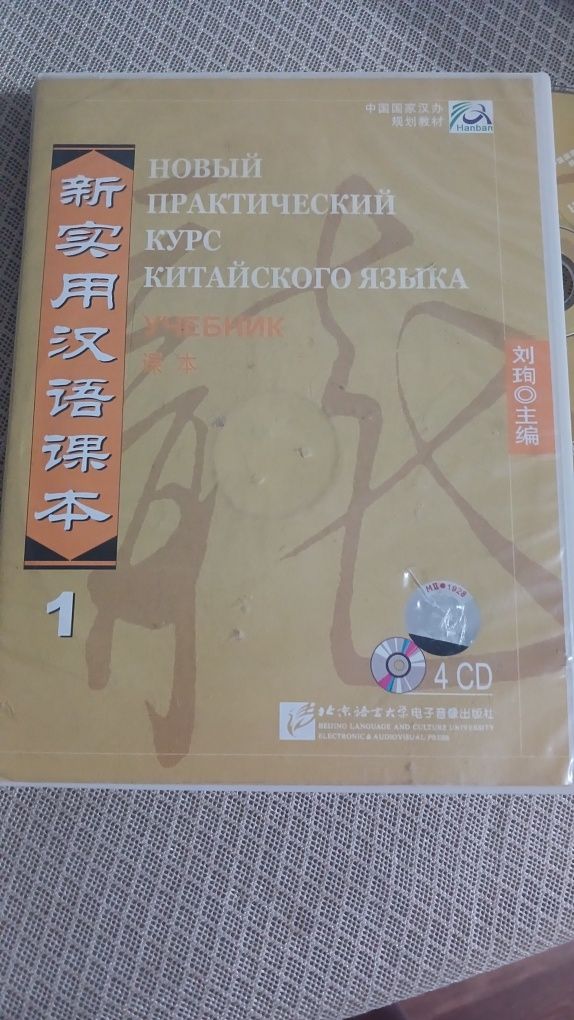 中国国家汉办
规划教材
Hanban
新实用汉语课本
1
НОВЫЙ
ПРАКТИЧЕСКИЙ
КУРС
КИТАЙСКОГО ЯЗЫКА
УЧЕБНИК
课本
刘珣◎主编
MII●1928
4 CD
北京语言大学电子音像出版社
BEIJING LANGUAGE AND CULTURE UNIVERSITY
ELECTRONIC & AUDIOVISUAL PRESS